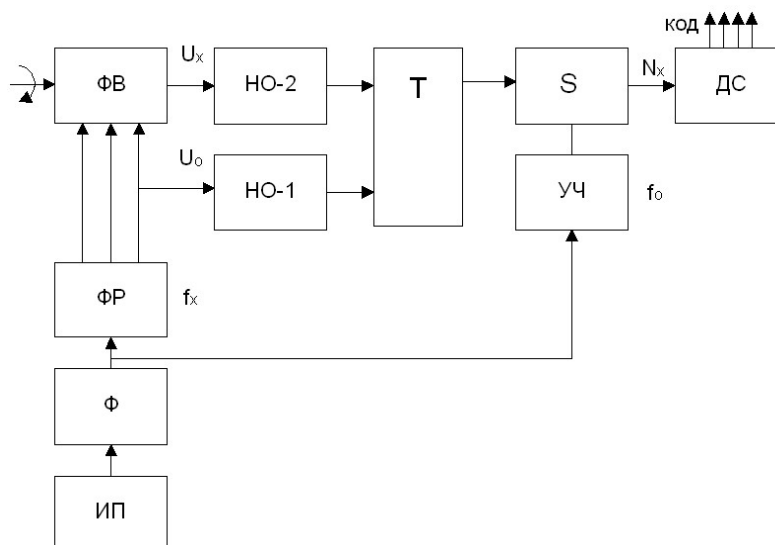 код
ФВ
Uₓ
НО-2
Т
S
Nₓ
ДС
U₀
НО-1
УЧ
f₀
ФР
fₓ
Ф
ИП